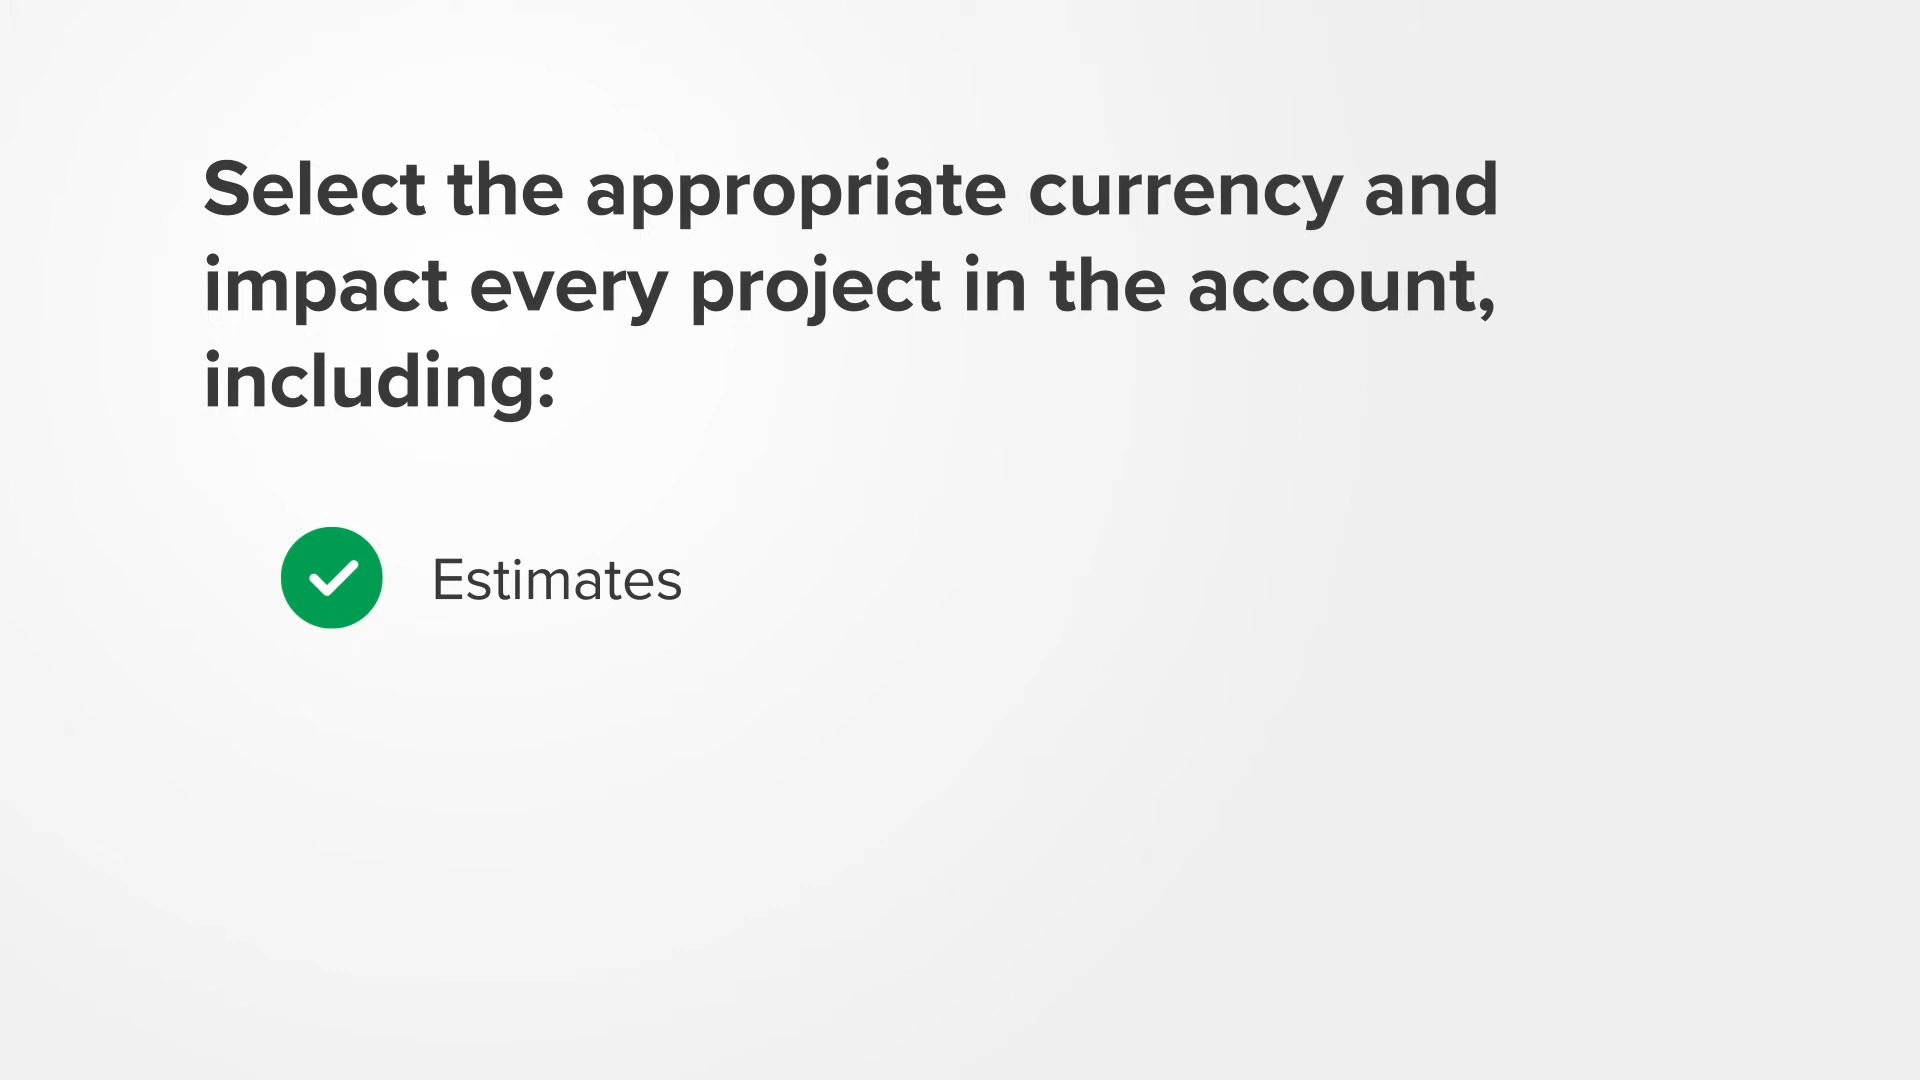 Select the appropriate currency and
impact every project in the account,
including:
Estimates